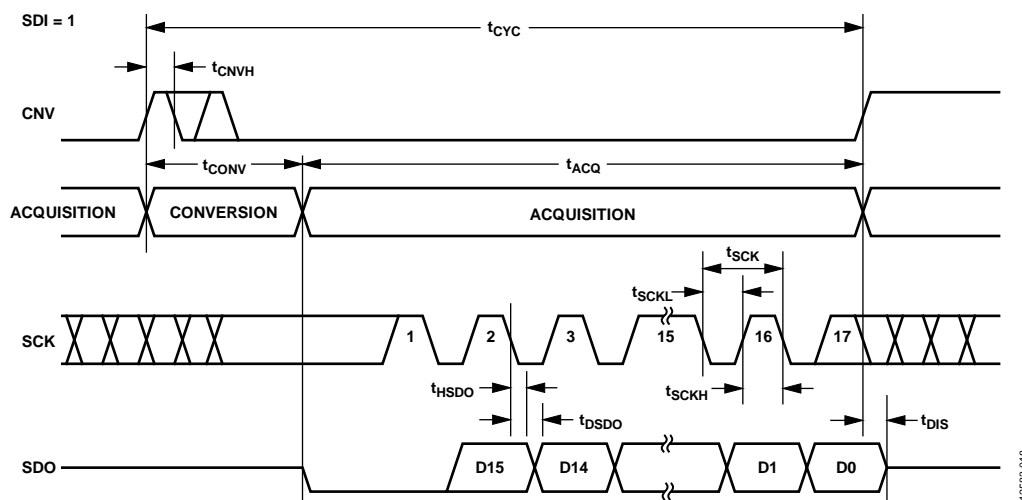 SDI = 1
tCYC
tCNVH
CNV
tCONV
tACQ
ACQUISITION
CONVERSION
ACQUISITION
tSCK
tSCKL
SCK
1
2
3
15
16
17
tHSDO
tDSDO
tSCKH
tDIS
SDO
D15
D14
D1
D0